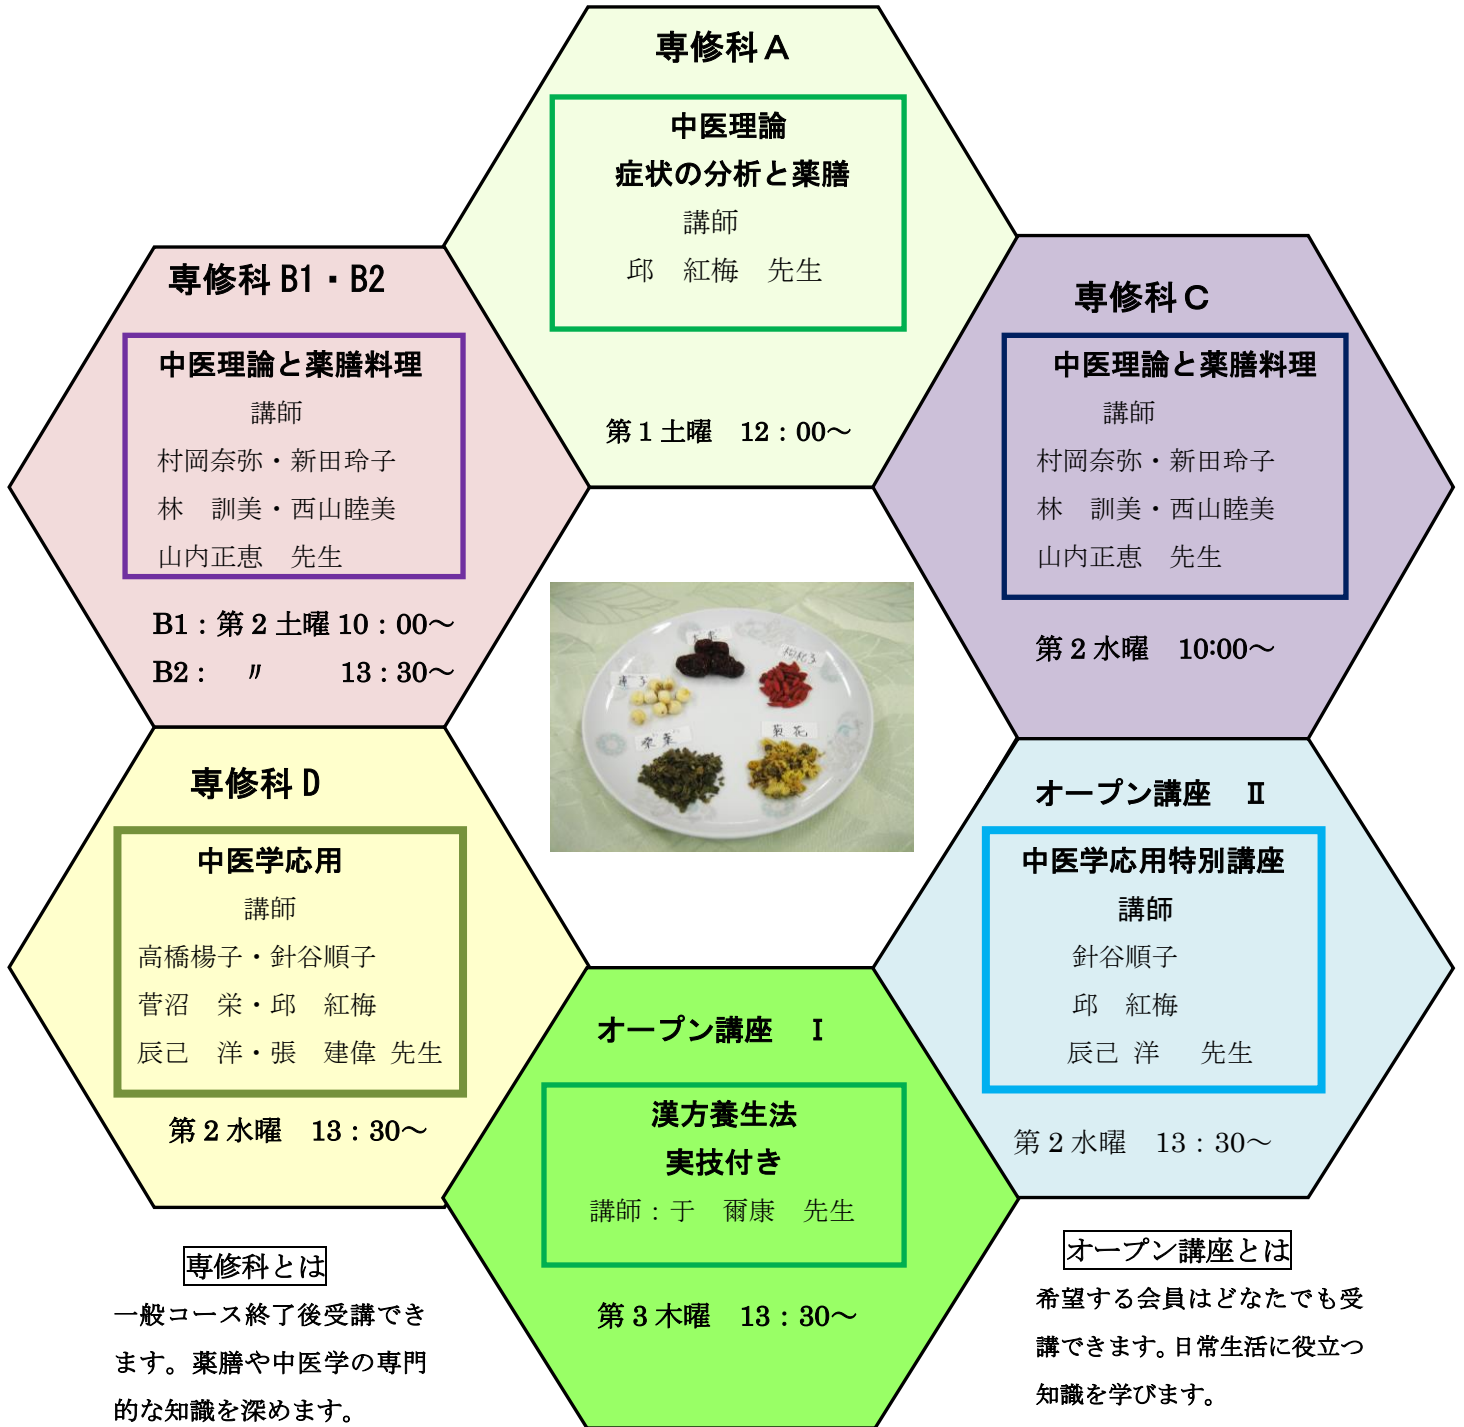 専修科A
中医理論
症状の分析と薬膳
講師
邱　紅梅　先生
第1土曜　12：00～
専修科 B1・B2
中医理論と薬膳料理
講師
村岡奈弥・新田玲子
林　訓美・西山睦美
山内正恵　先生
B1：第2土曜 10：00～
B2：　〃　　　13：30～
専修科C
中医理論と薬膳料理
講師
村岡奈弥・新田玲子
林　訓美・西山睦美
山内正恵　先生
第2水曜　10:00～
枸杞子
蓮子
菊花
桑葉
専修科D
中医学応用
講師
高橋楊子・針谷順子
菅沼　栄・邱　紅梅
辰己　洋・張　建偉 先生
第2水曜　13：30～
オープン講座　Ⅱ
中医学応用特別講座
講師
針谷順子
邱　紅梅
辰己 洋　先生
第2水曜　13：30～
オープン講座　Ⅰ
漢方養生法
実技付き
講師：于　爾康　先生
第3木曜　13：30～
専修科とは
一般コース終了後受講でき
ます。薬膳や中医学の専門
的な知識を深めます。
オープン講座とは
希望する会員はどなたでも受
講できます。日常生活に役立つ
知識を学びます。